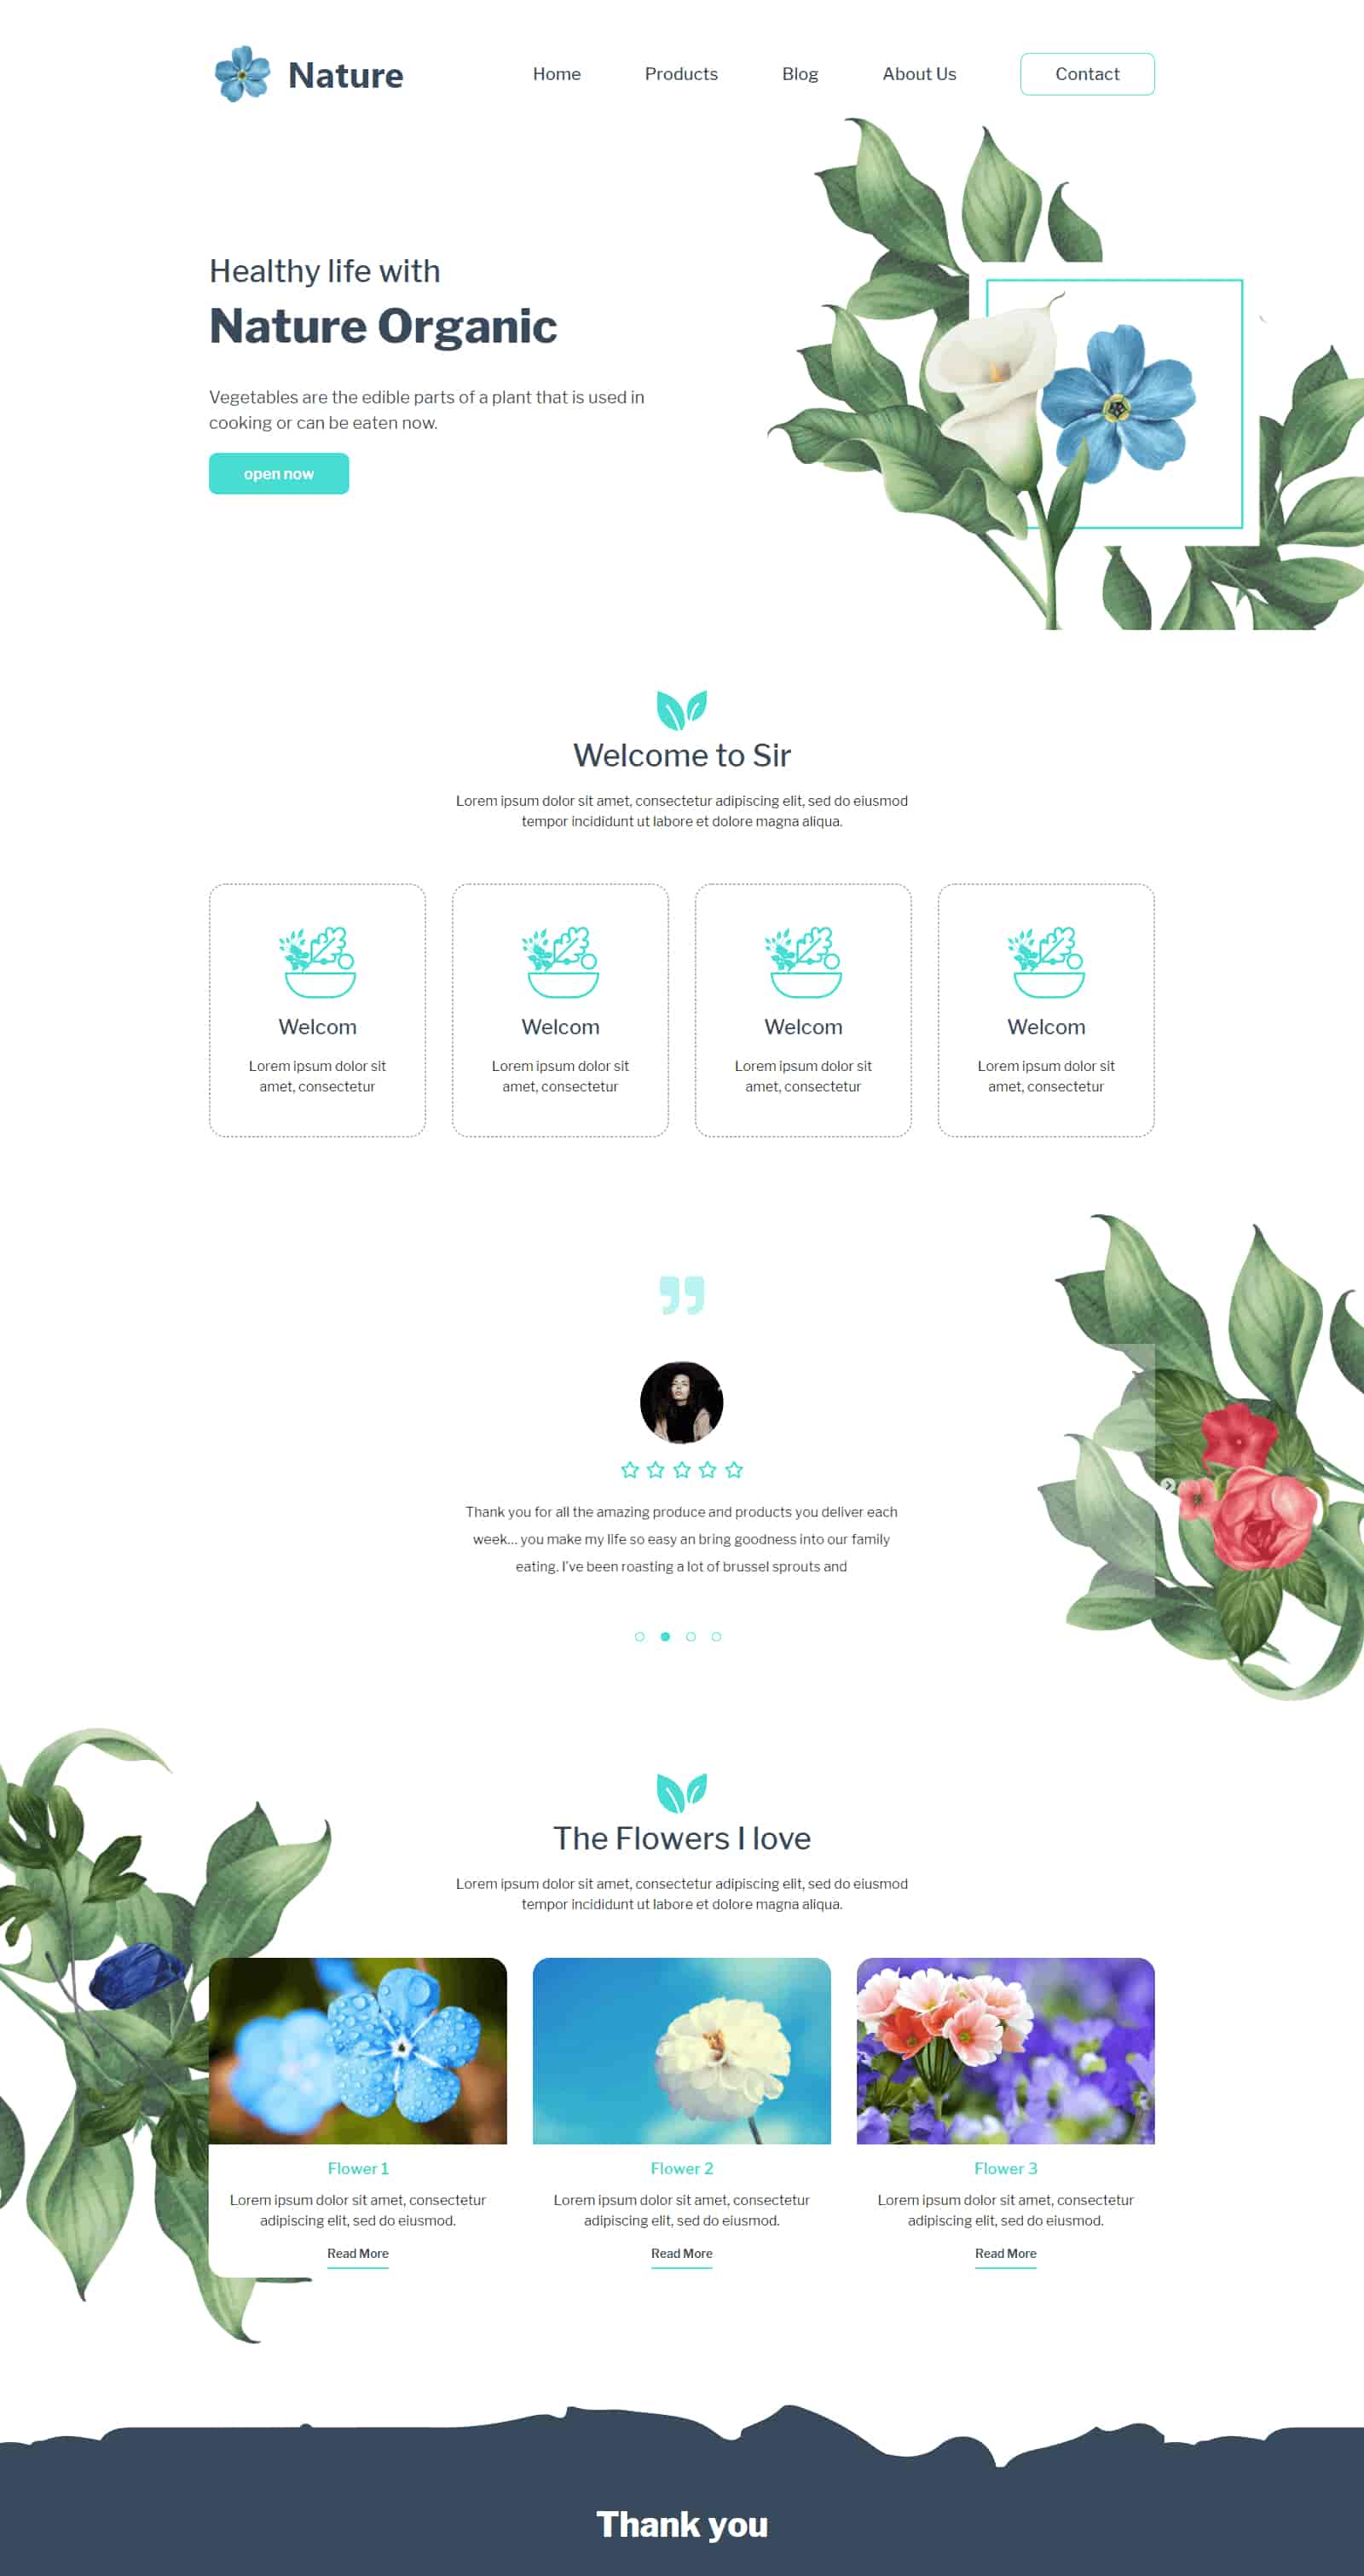 Nature
Home
Products
Blog
About Us
Contact
Healthy life with
Nature Organic
Vegetables are the edible parts of a plant that is used in
cooking or can be eaten now.
open now
Welcome to Sir
Lorem ipsum dolor sit amet, consectetur adipiscing elit, sed do eiusmod
tempor incididunt ut labore et dolore magna aliqua.
Welcom
Lorem ipsum dolor sit
amet, consectetur
Welcom
Lorem ipsum dolor sit
amet, consectetur
Welcom
Lorem ipsum dolor sit
amet, consectetur
Welcom
Lorem ipsum dolor sit
amet, consectetur
Thank you for all the amazing produce and products you deliver each
week... you make my life so easy an bring goodness into our family
eating. I've been roasting a lot of brussel sprouts and
The Flowers I love
Lorem ipsum dolor sit amet, consectetur adipiscing elit, sed do eiusmod
tempor incididunt ut labore et dolore magna aliqua.
Flower 1
Lorem ipsum dolor sit amet, consectetur
adipiscing elit, sed do eiusmod.
Read More
Flower 2
Lorem ipsum dolor sit amet, consectetur
adipiscing elit, sed do eiusmod.
Read More
Flower 3
Lorem ipsum dolor sit amet, consectetur
adipiscing elit, sed do eiusmod.
Read More
Thank you